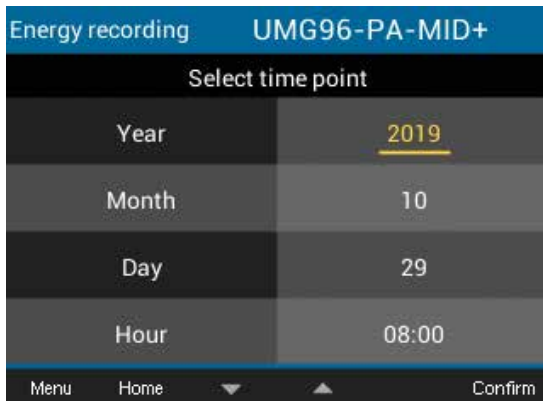 Energy recording UMG96-PA-MID+
Select time point
Year 2019
Month 10
Day 29
Hour 08:00
Menu Home Confirm